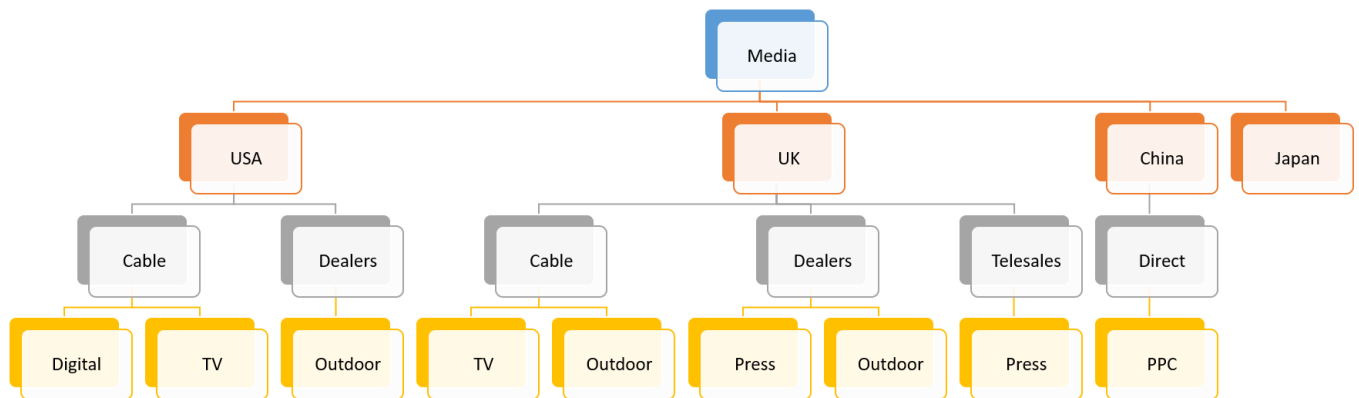 Media
USA
UK
China
Japan
Cable
Dealers
Cable
Dealers
Telesales
Direct
Digital
TV
Outdoor
TV
Outdoor
Press
Outdoor
Press
PPC